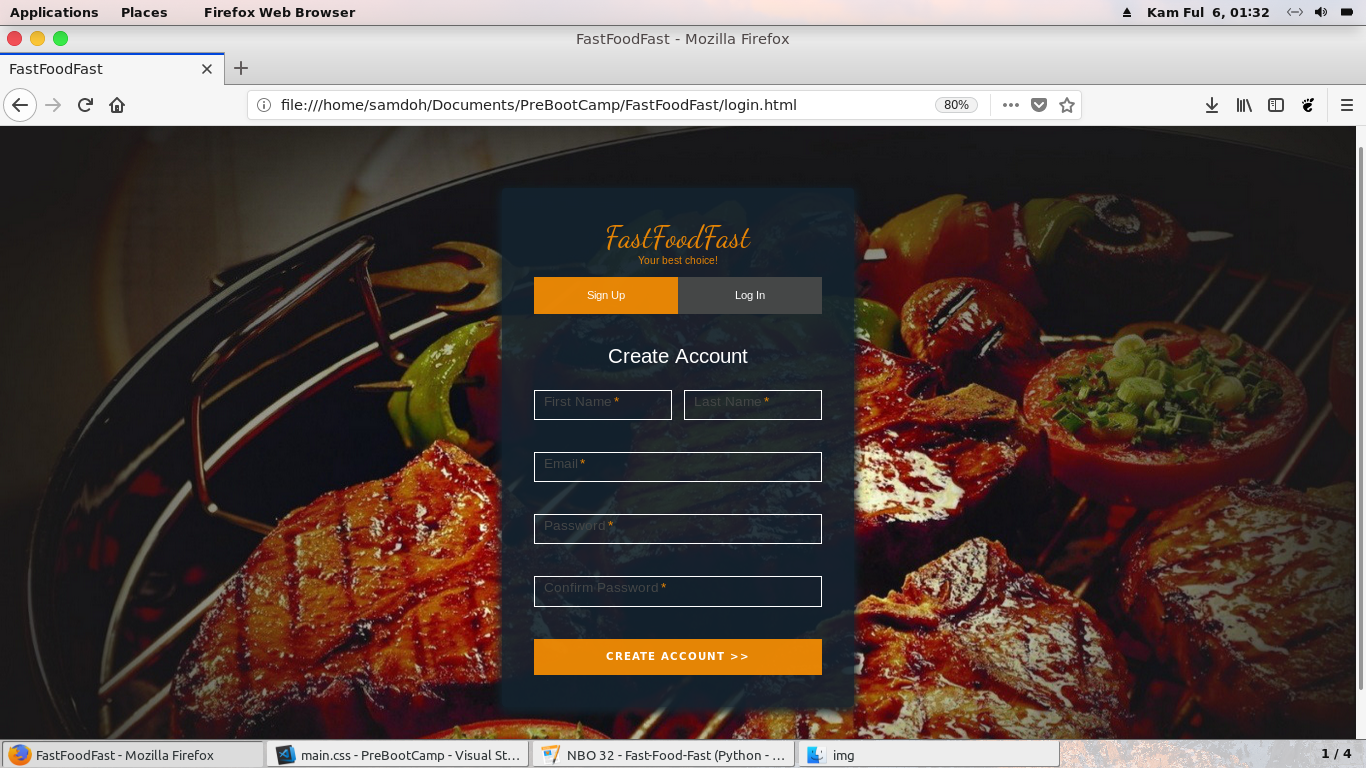 Applications Places Firefox Web Browser Kam Ful 6, 01:32
FastFoodFast - Mozilla Firefox
FastFoodFast
file:///home/samdoh/Documents/PreBootCamp/FastFoodFast/login.html 80%
FastFoodFast
Your best choice!
Sign Up Log In
Create Account
First Name* Last Name*
Email*
Password*
Confirm Password*
CREATE ACCOUNT >>
FastFoodFast - Mozilla Firefox main.css - PreBootCamp - Visual St... NBO 32 - Fast-Food-Fast (Python - ... img 1 / 4